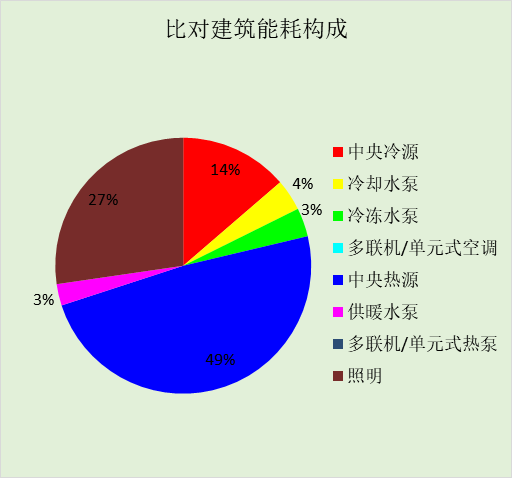 比对建筑能耗构成
14%
4%
3%
49%
3%
27%
中央冷源
冷却水泵
冷冻水泵
多联机/单元式空调
中央热源
供暖水泵
多联机/单元式热泵
照明